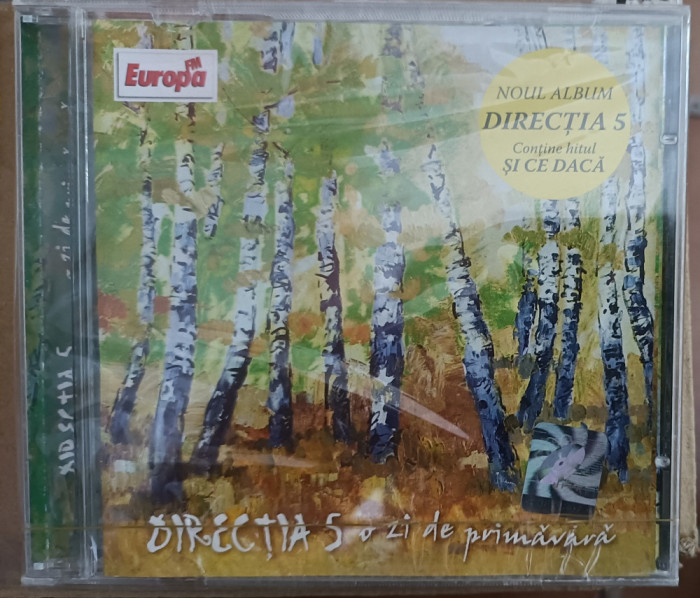 Europa FM
NOUL ALBUM
DIRECȚIA 5
Conține hitul
ȘI CE DACĂ
DIRECȚIA 5 o zi de primăvară